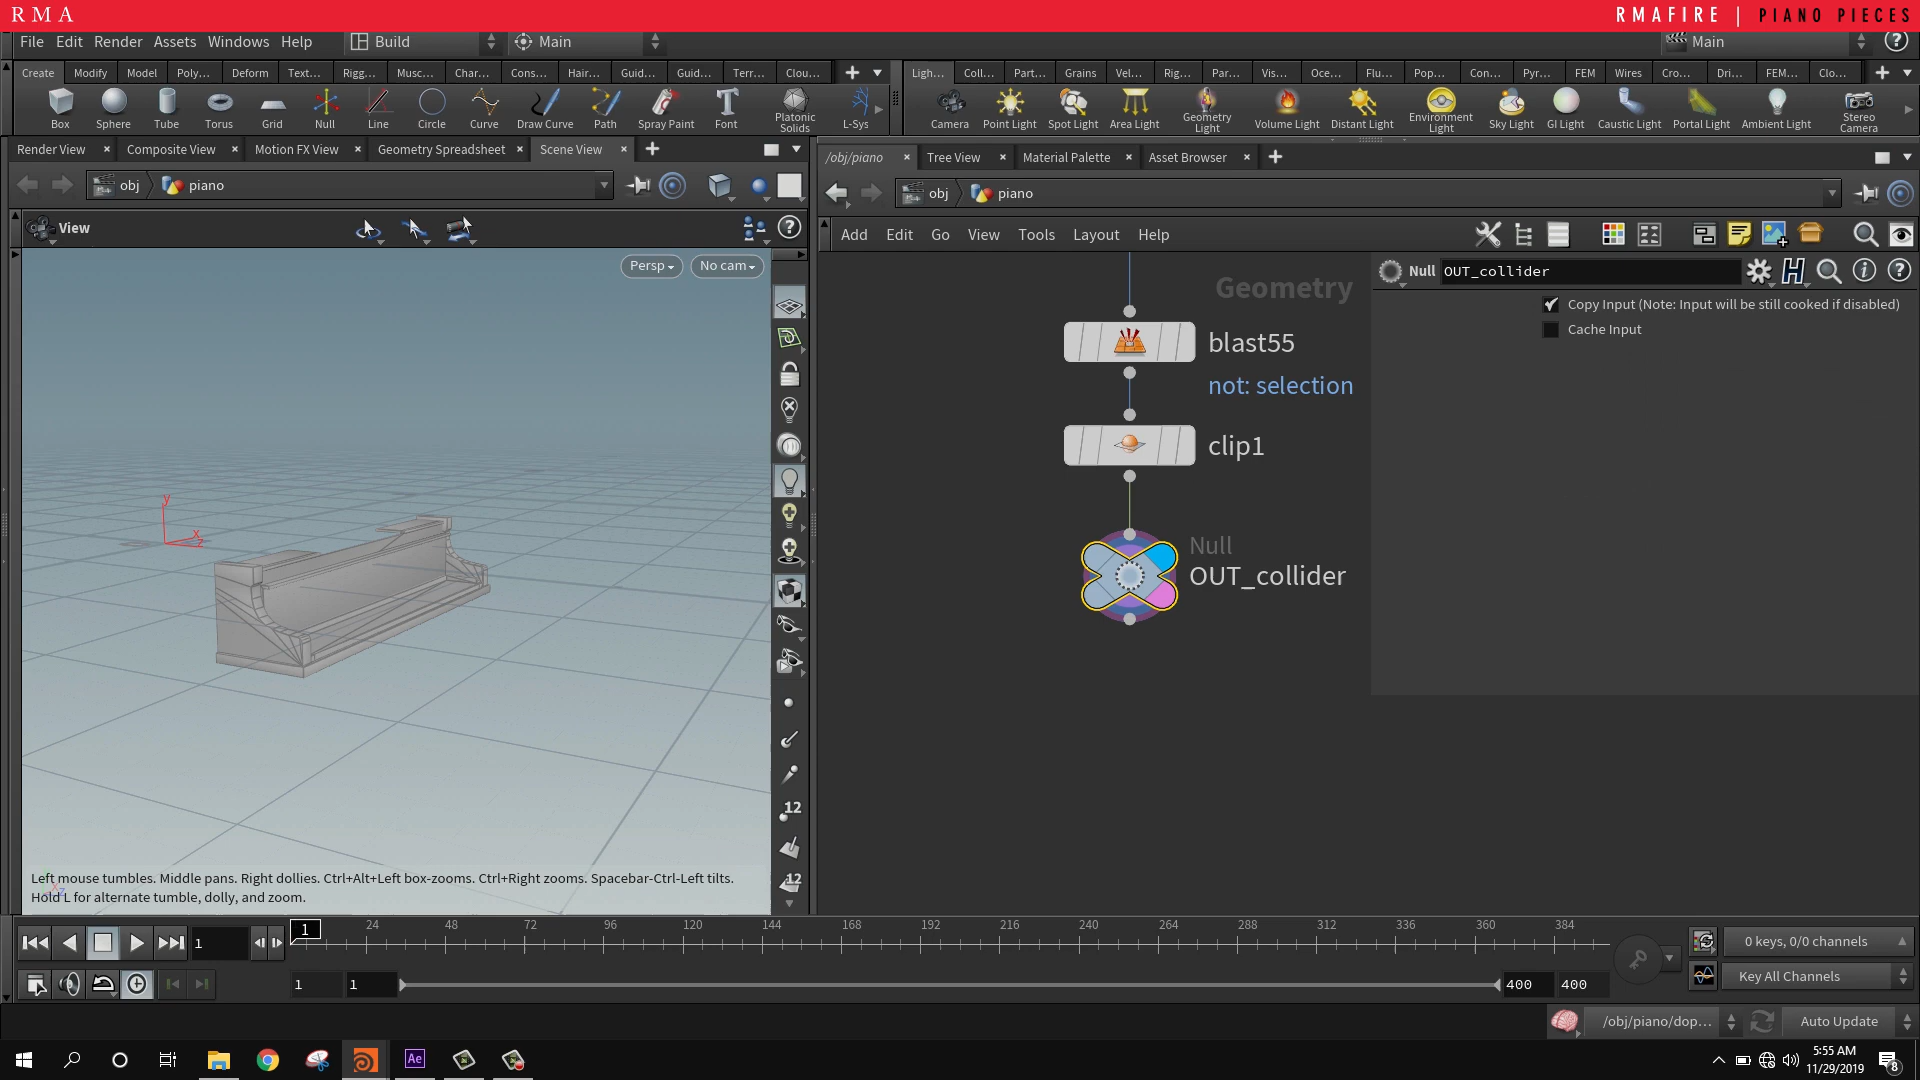 RMA
RMAFIRE | PIANO PIECES
File Edit Render Assets Windows Help Build Main Main
Create Modify Model Poly... Deform Text... Rigg... Musc... Char... Cons... Hair... Guid... Guid... Terr... Clou...
Box Sphere Tube Torus Grid Null Line Circle Curve Draw Curve Path Spray Paint Font Platonic Solids L-Sys
Ligh... Coll... Part... Grains Vel... Rig... Par... Vis... Oce... Flu... Pop... Con... Pyr... FEM Wires Cro... Dri... FEM... Clo...
Camera Point Light Spot Light Area Light Geometry Light Volume Light Distant Light Environment Light Sky Light GI Light Caustic Light Portal Light Ambient Light Stereo Camera
Render View Composite View Motion FX View Geometry Spreadsheet Scene View
obj piano
View
Persp No cam
y
x
z
12
12
Left mouse tumbles. Middle pans. Right dollies. Ctrl+Alt+Left box-zooms. Ctrl+Right zooms. Spacebar-Ctrl-Left tilts.
Hold L for alternate tumble, dolly, and zoom.
/obj/piano Tree View Material Palette Asset Browser
obj piano
Add Edit Go View Tools Layout Help
Geometry
blast55
not: selection
clip1
Null
OUT_collider
Null OUT_collider
Copy Input (Note: Input will be still cooked if disabled)
Cache Input
1 1 24 48 72 96 120 144 168 192 216 240 264 288 312 336 360 384
0 keys, 0/0 channels
1 1 400 400
Key All Channels
/obj/piano/dop... Auto Update
Ae
5:55 AM
11/29/2019
8